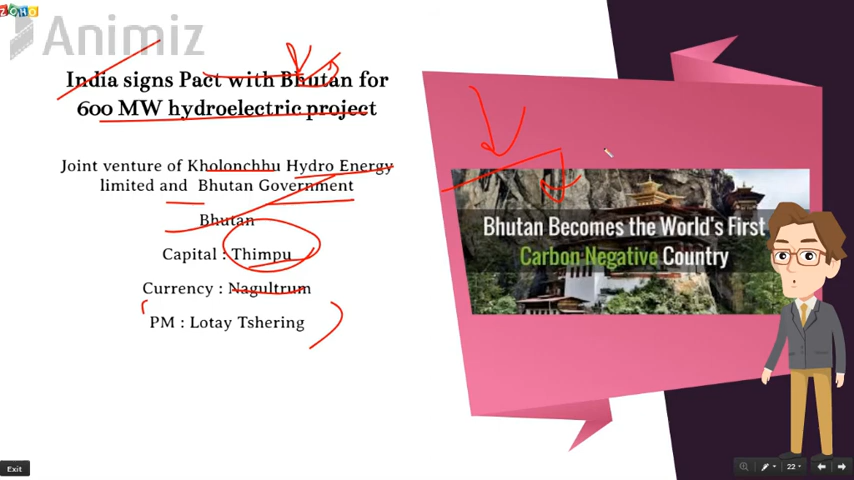 ZOHO
Animiz
India signs Pact with Bhutan for
600 MW hydroelectric project
Joint venture of Kholonchhu Hydro Energy
limited and Bhutan Government
Bhutan
Capital : Thimpu
Currency : Nagultrum
PM : Lotay Tshering
Bhutan Becomes the World's First
Carbon Negative Country
Exit
22